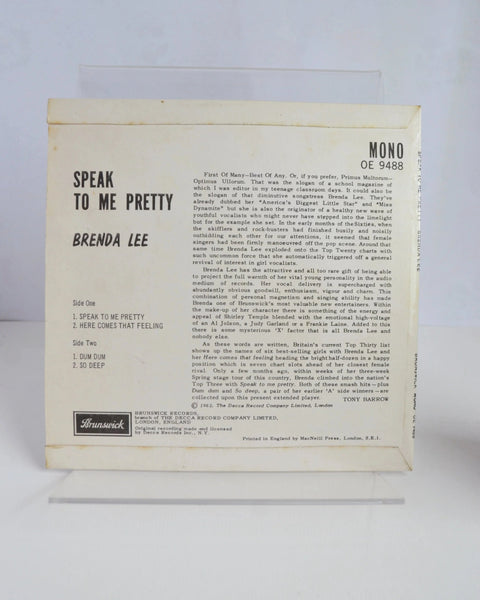 MONO
OE 9488
SPEAK
TO ME PRETTY
BRENDA LEE
Side One
1. SPEAK TO ME PRETTY
2. HERE COMES THAT FEELING
Side Two
1. DUM DUM
2. SO DEEP
First Of Many—Best Of Any, Or, if you prefer, Primus Multorum—
Optimus Ullorum. That was the slogan of a school magazine of
which I was editor in my teenage classroom days. It could also be
the slogan of that diminutive songstress Brenda Lee. They've
already dubbed her "America's Biggest Little Star" and "Miss
Dynamite" but she is also the originator of a healthy new wave of
youthful vocalists who might never have stepped into the limelight
but for the example she set. In the early months of the Sixties, when
the skifflers and rock-busters had finished busily and noisily
outbidding each other for our attentions, it seemed that female
singers had been firmly manoeuvred off the pop scene. Around that
same time Brenda Lee exploded onto the Top Twenty charts with
such uncommon force that she automatically triggered off a general
revival of interest in girl vocalists.
Brenda Lee has the attractive and all too rare gift of being able
to project the full warmth of her vital young personality in the audio
medium of records. Her vocal delivery is supercharged with
abundantly obvious goodwill, enthusiasm, vigour and charm. This
combination of personal magnetism and singing ability has made
Brenda one of Brunswick's most valuable new entertainers. Within
the make-up of her character there is something of the energy and
appeal of Shirley Temple blended with the emotional high-voltage
of an Al Jolson, a Judy Garland or a Frankie Laine. Added to this
there is some mysterious 'X' factor that is all Brenda Lee and
nobody else.
As these words are written, Britain's current Top Thirty list
shows up the names of six best-selling girls with Brenda Lee and
her Here comes that feeling heading the bright half-dozen in a happy
position which is seven chart slots ahead of her closest female
rival. Only a few months ago, within weeks of her three-week
Spring stage tour of this country, Brenda climbed into the nation's
Top Three with Speak to me pretty. Both of these smash hits—plus
Dum dum and So deep, a pair of her earlier 'A' side winners—are
collected upon this present extended player. TONY BARROW
The Decca Record Company Limited, London
Brunswick
BRUNSWICK RECORDS,
branch of THE DECCA RECORD COMPANY LIMITED,
LONDON, ENGLAND
Original recording made and licensed
by Decca Records Inc., N.Y.
Printed in England by MacNeill Press, London, S.E.1.
SPEAK TO ME PRETTY BRENDA LEE
BRUNSWICK MONO OE 9488